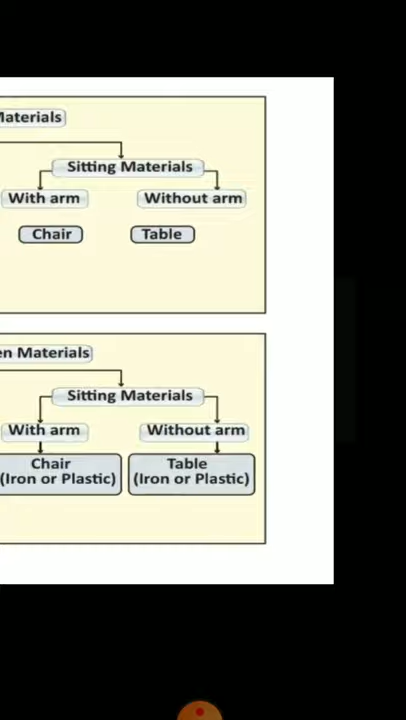 Materials
Sitting Materials
With arm
Without arm
Chair
Table
en Materials
Sitting Materials
With arm
Without arm
Chair
(Iron or Plastic)
Table
(Iron or Plastic)